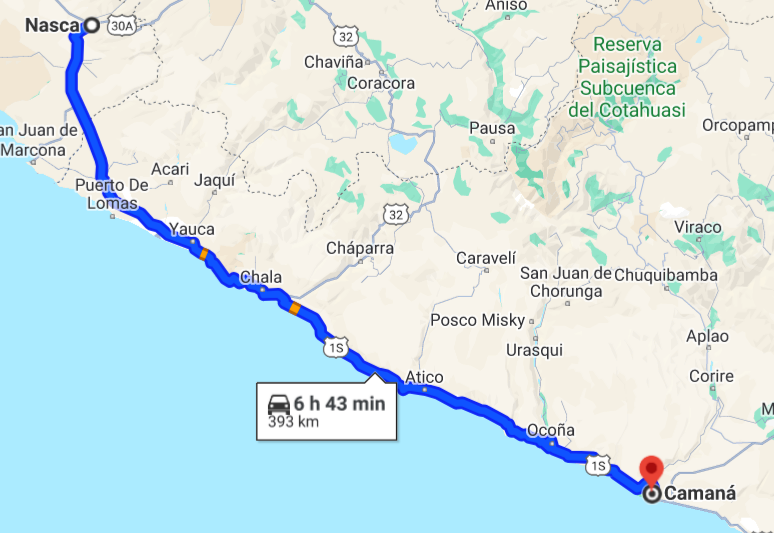 Aniso
Nasca
30A
32
Chaviña
Coracora
Reserva
Paisajística
Subcuenca
del Cotahuasi
an Juan de
Marcona
Pausa
Orcopamp
Acari
Jaquí
Puerto De
Lomas
32
Yauca
Viraco
Cháparra
Caravelí
San Juan de
Chorunga
Chuquibamba
Chala
Posco Misky
1S
Urasqui
Aplao
Atico
Corire
6 h 43 min
393 km
M
Ocoña
1S
Camaná